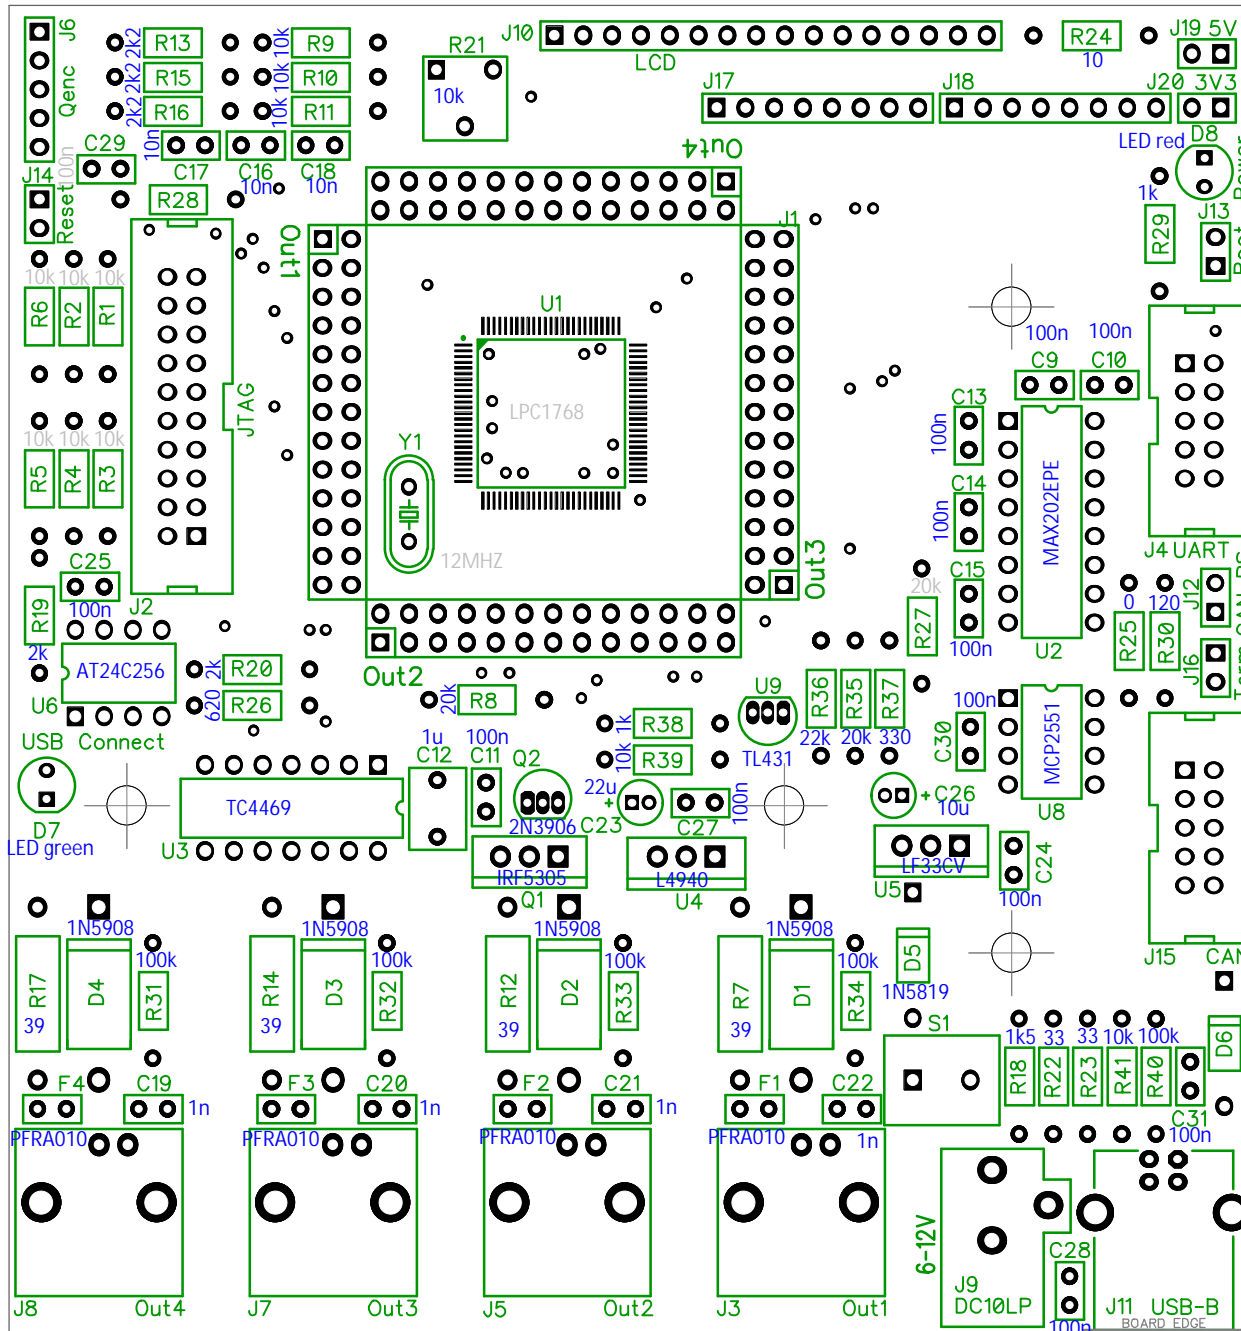 J6
Qenc
2k2
R13
2k2
R15
2k2
R16
10k
R9
10k
R10
10k
R11
R21
10k
J10
LCD
R24
10
J19 5V
J17
J18
J20 3V3
C29
100n
10n
C17
C16
10n
C18
10n
Out4
LED red
D8
Power
J14
Reset
R28
1k
R29
J13
Boot
Out1
J1
10k
10k
10k
R6
R2
R1
JTAG
U1
LPC1768
Y1
12MHZ
100n
100n
C9
C10
C13
100n
C14
100n
C15
100n
MAX202EPE
U2
J4 UART
10k
10k
10k
R5
R4
R3
C25
100n
J2
R19
2k
AT24C256
U6
2k
R20
620
R26
Out2
Out3
20k
R8
20k
R27
0
120
R25
R30
J12
J16
Term CAN
U9
TL431
R36
R35
R37
22k
20k
330
1k
R38
10k
R39
100n
C30
MCP2551
U8
USB Connect
D7
LED green
TC4469
U3
1u
C12
100n
C11
Q2
2N3906
22u
+
C23
C27
100n
+
C26
10u
IRF5305
Q1
L4940
U4
LF33CV
U5
C24
100n
J15
CAN
1N5908
1N5908
1N5908
1N5908
R17
39
D4
100k
R31
R14
39
D3
100k
R32
R12
39
D2
100k
R33
R7
39
D1
100k
R34
D5
1N5819
S1
1k5
33
33
10k
100k
R18
R22
R23
R41
R40
D6
C31
100n
F4
PFRA010
C19
1n
F3
PFRA010
C20
1n
F2
PFRA010
C21
1n
F1
PFRA010
C22
1n
6-12V
J9
DC10LP
C28
100n
J11 USB-B
BOARD EDGE
J8
Out4
J7
Out3
J5
Out2
J3
Out1